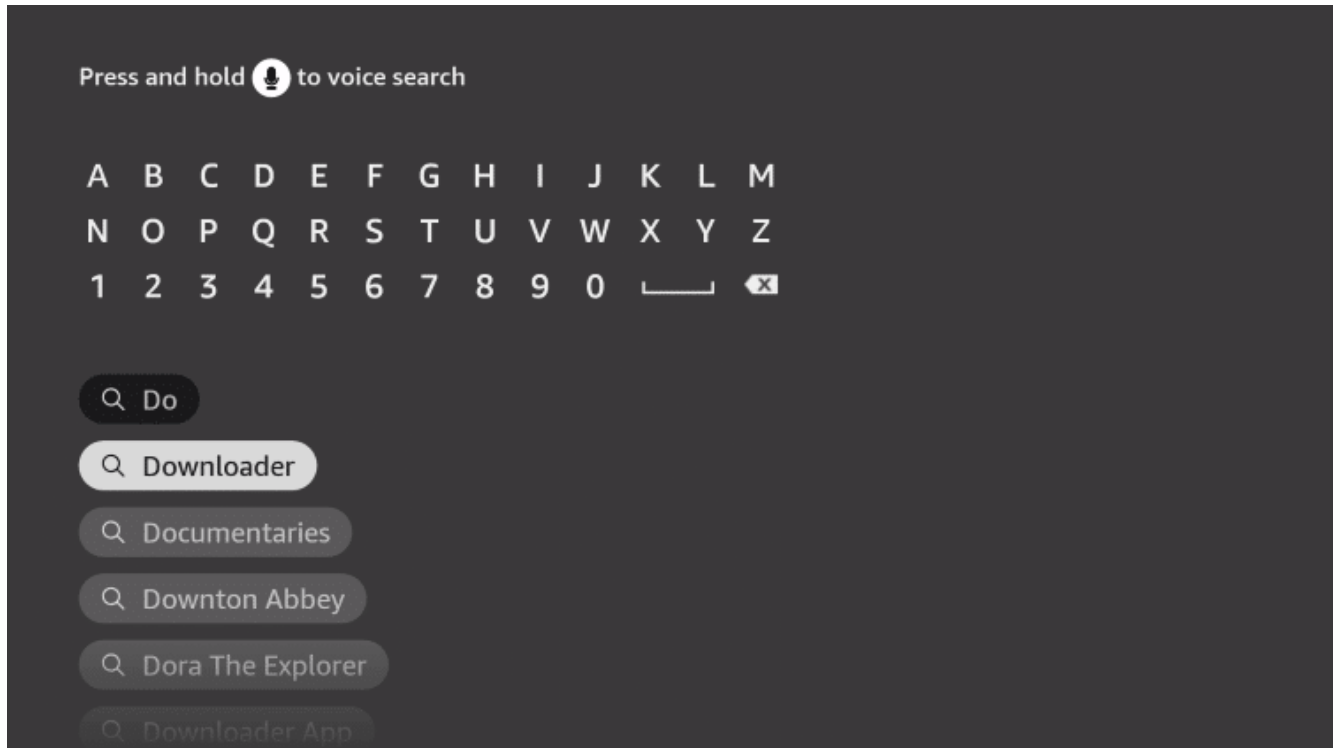 Press and hold to voice search
A B C D E F G H I J K L M
N O P Q R S T U V W X Y Z
1 2 3 4 5 6 7 8 9 0
Do
Downloader
Documentaries
Downton Abbey
Dora The Explorer
Downloader App